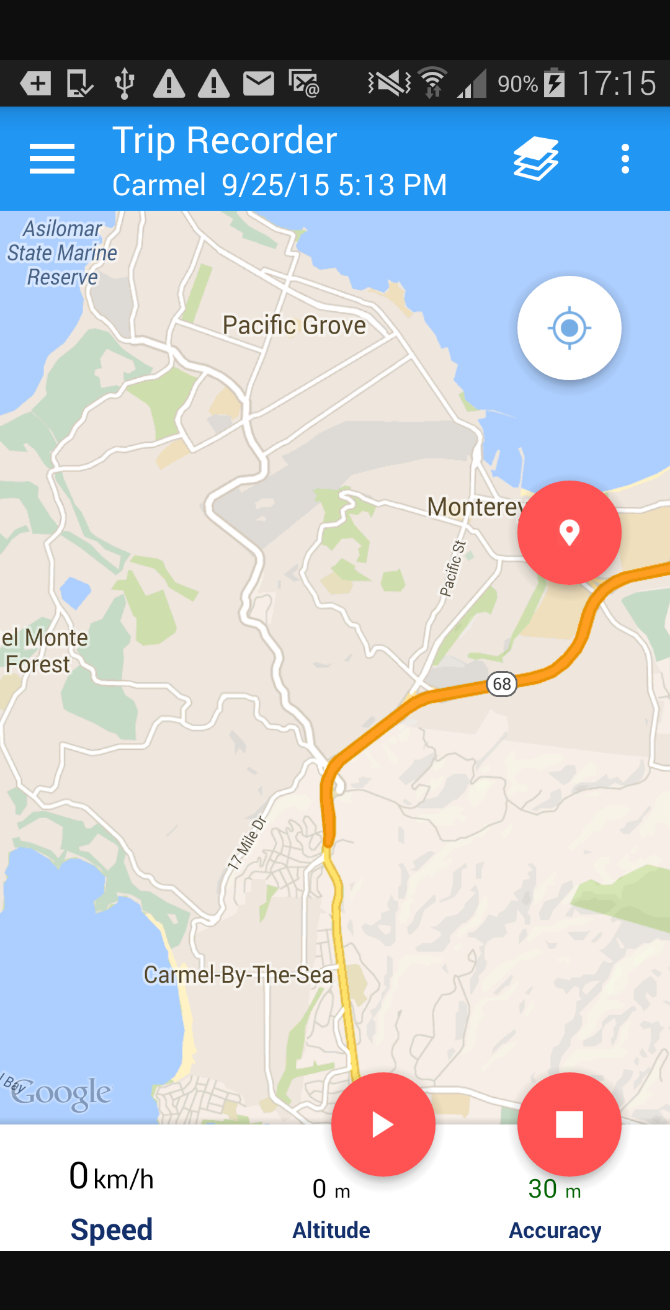 90% 17:15
Trip Recorder
Carmel 9/25/15 5:13 PM
Asilomar
State Marine
Reserve
Pacific Grove
Monterey
Pacific St
el Monte
Forest
68
17 Mile Dr
Carmel-By-The-Sea
Bay
Google
0 km/h
0 m
30 m
Speed
Altitude
Accuracy